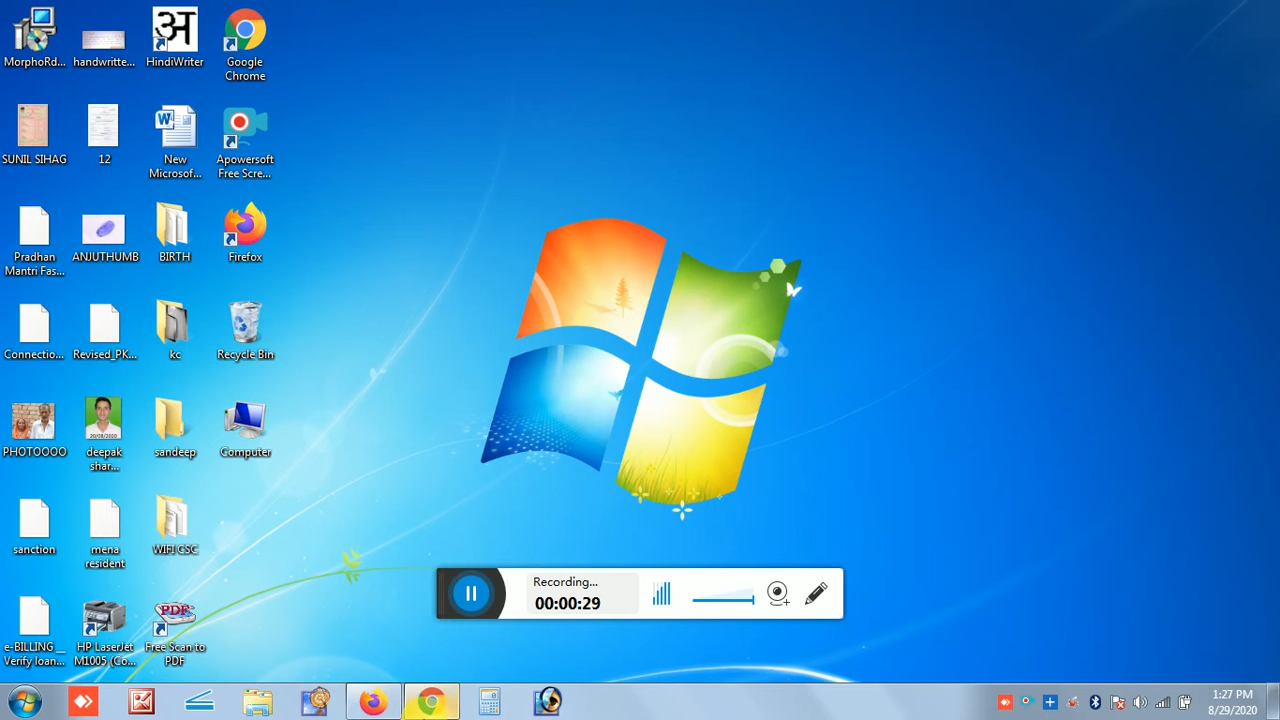 MorphoRd...
handwritte...
HindiWriter
Google
Chrome
अ
SUNIL SIHAG
12
New
Microsof...
Apowersoft
Free Scre...
Pradhan
Mantri Fas...
ANJUTHUMB
BIRTH
Firefox
Connectio...
Revised_PK...
kc
Recycle Bin
PHOTOOOO
deepak
shar...
sandeep
Computer
sanction
mena
resident
WIFI CSC
e-BILLING __
Verify loan...
HP LaserJet
M1005 (Co...
PDF
Free Scan to
PDF
Recording...
00:00:29
1:27 PM
8/29/2020